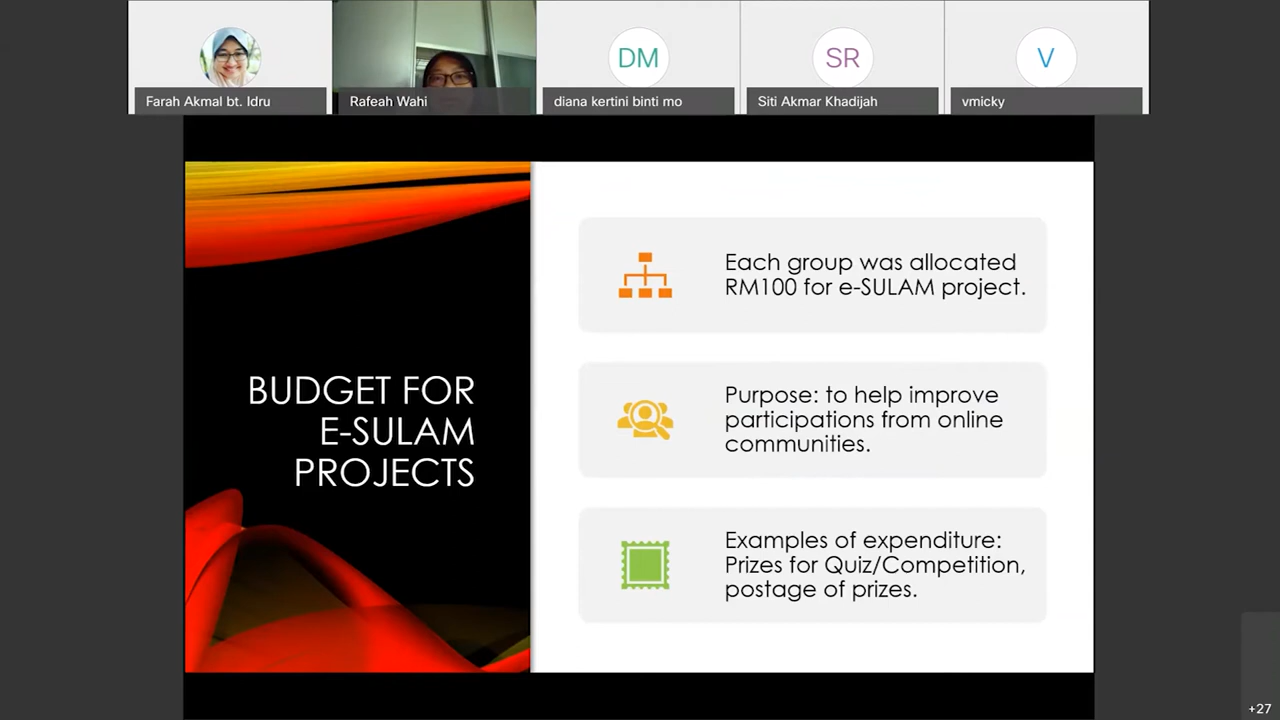 DM
SR
V
Farah Akmal bt. Idru
Rafeah Wahi
diana kertini binti mo
Siti Akmar Khadijah
vmicky
BUDGET FOR
E-SULAM
PROJECTS
Each group was allocated
RM100 for e-SULAM project.
Purpose: to help improve
participations from online
communities.
Examples of expenditure:
Prizes for Quiz/Competition,
postage of prizes.
+27